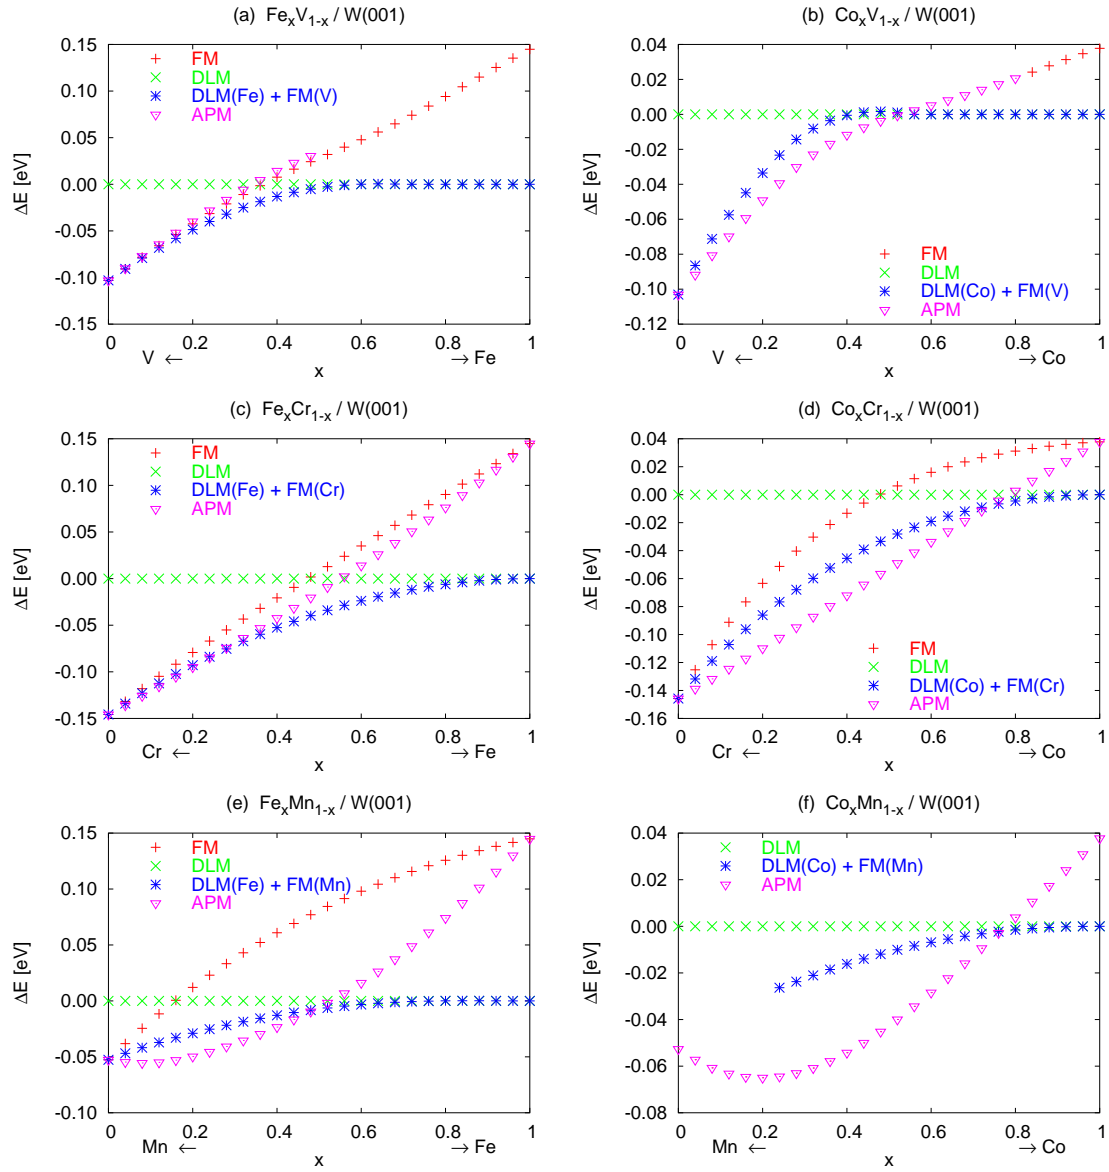 (a) FexV1-x / W(001)
ΔE [eV]
0.15
0.10
0.05
0.00
-0.05
-0.10
-0.15
FM
DLM
DLM(Fe) + FM(V)
APM
0 0.2 0.4 0.6 0.8 1
V ← x → Fe
(b) CoxV1-x / W(001)
ΔE [eV]
0.04
0.02
0.00
-0.02
-0.04
-0.06
-0.08
-0.10
-0.12
FM
DLM
DLM(Co) + FM(V)
APM
0 0.2 0.4 0.6 0.8 1
V ← x → Co
(c) FexCr1-x / W(001)
ΔE [eV]
0.15
0.10
0.05
0.00
-0.05
-0.10
-0.15
FM
DLM
DLM(Fe) + FM(Cr)
APM
0 0.2 0.4 0.6 0.8 1
Cr ← x → Fe
(d) CoxCr1-x / W(001)
ΔE [eV]
0.04
0.02
0.00
-0.02
-0.04
-0.06
-0.08
-0.10
-0.12
-0.14
-0.16
FM
DLM
DLM(Co) + FM(Cr)
APM
0 0.2 0.4 0.6 0.8 1
Cr ← x → Co
(e) FexMn1-x / W(001)
ΔE [eV]
0.15
0.10
0.05
0.00
-0.05
-0.10
FM
DLM
DLM(Fe) + FM(Mn)
APM
0 0.2 0.4 0.6 0.8 1
Mn ← x → Fe
(f) CoxMn1-x / W(001)
ΔE [eV]
0.04
0.02
0.00
-0.02
-0.04
-0.06
-0.08
DLM
DLM(Co) + FM(Mn)
APM
0 0.2 0.4 0.6 0.8 1
Mn ← x → Co